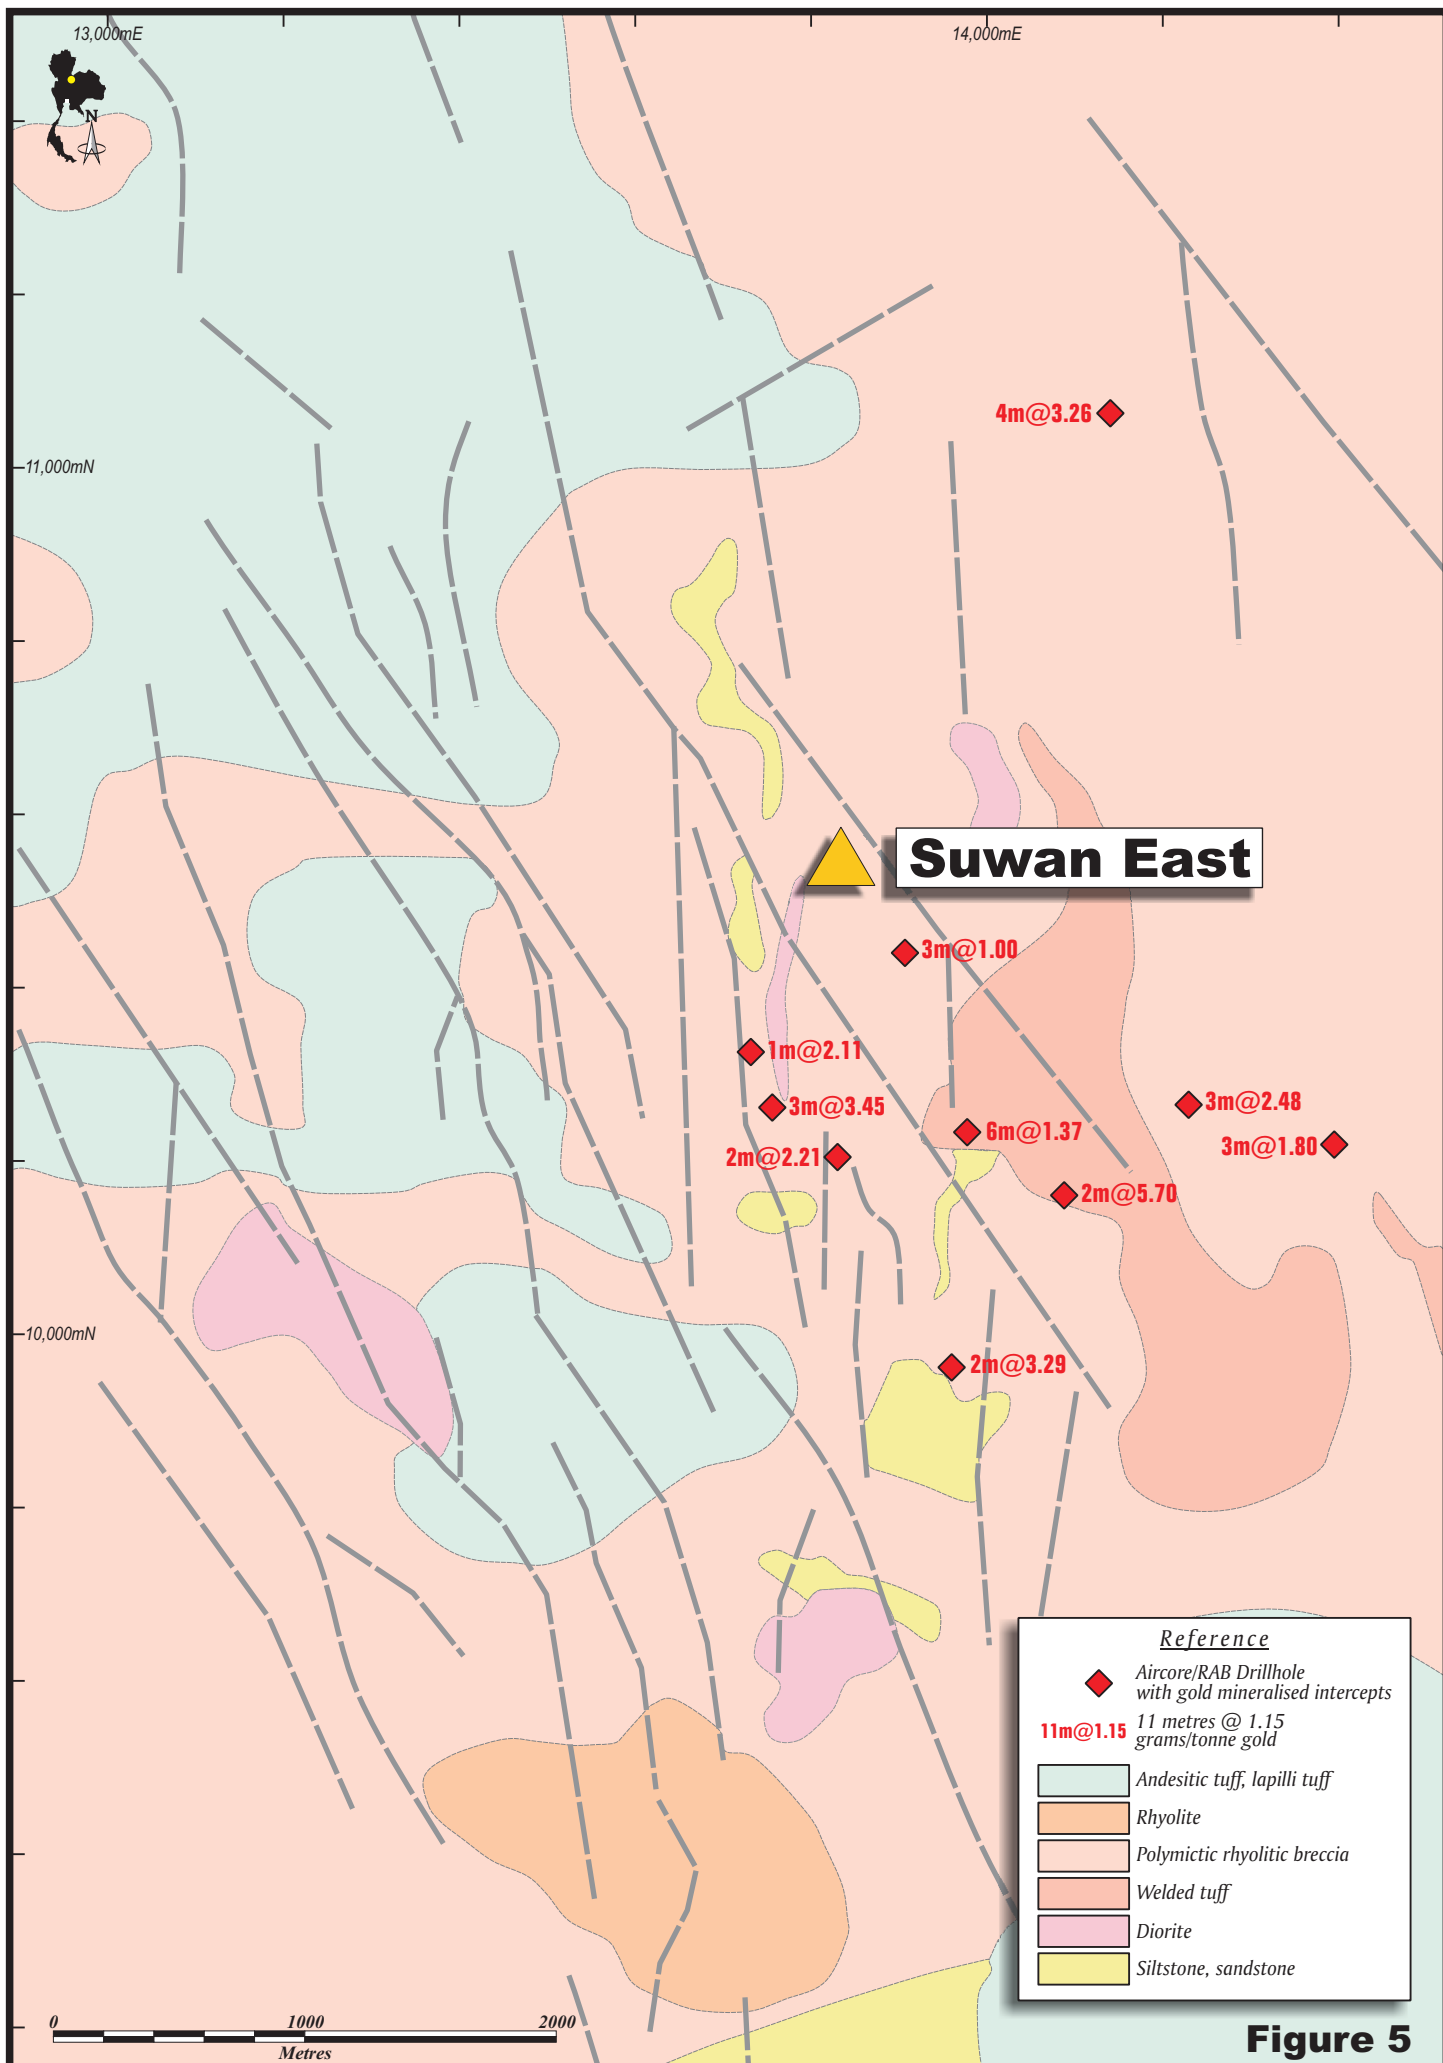 13,000mE
14,000mE
N
4m@3.26
11,000mN
Suwan East
3m@1.00
1m@2.11
3m@3.45
3m@2.48
6m@1.37
3m@1.80
2m@2.21
2m@5.70
10,000mN
2m@3.29
Reference
Aircore/RAB Drillhole
with gold mineralised intercepts
11m@1.15
11 metres @ 1.15
grams/tonne gold
Andesitic tuff, lapilli tuff
Rhyolite
Polymictic rhyolitic breccia
Welded tuff
Diorite
Siltstone, sandstone
0 1000 2000
Metres
Figure 5